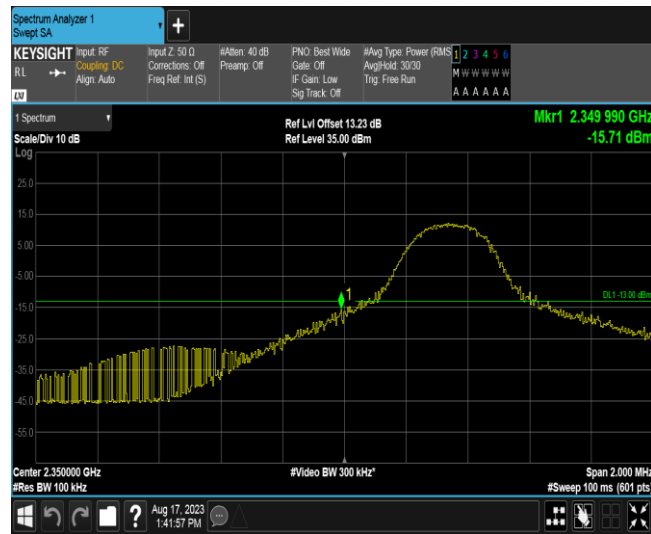 Spectrum Analyzer 1
Swept SA
+
KEYSIGHT
RL
LXI
Input: RF
Coupling: DC
Align: Auto
Input Z: 50 Ω
Corrections: Off
Freq Ref: Int (S)
#Atten: 40 dB
Preamp: Off
PNO: Best Wide
Gate: Off
IF Gain: Low
Sig Track: Off
#Avg Type: Power (RMS
Avg|Hold: 30/30
Trig: Free Run
1 2 3 4 5 6
M W W W W W
A A A A A A
1 Spectrum
Scale/Div 10 dB
Log
Ref Lvl Offset 13.23 dB
Ref Level 35.00 dBm
Mkr1 2.349 990 GHz
-15.71 dBm
25.0
15.0
5.00
-5.00
-15.0
-25.0
-35.0
-45.0
-55.0
1
DL1 -13.00 dBm
Center 2.350000 GHz
#Res BW 100 kHz
#Video BW 300 kHz*
Span 2.000 MHz
#Sweep 100 ms (601 pts)
?
Aug 17, 2023
1:41:57 PM